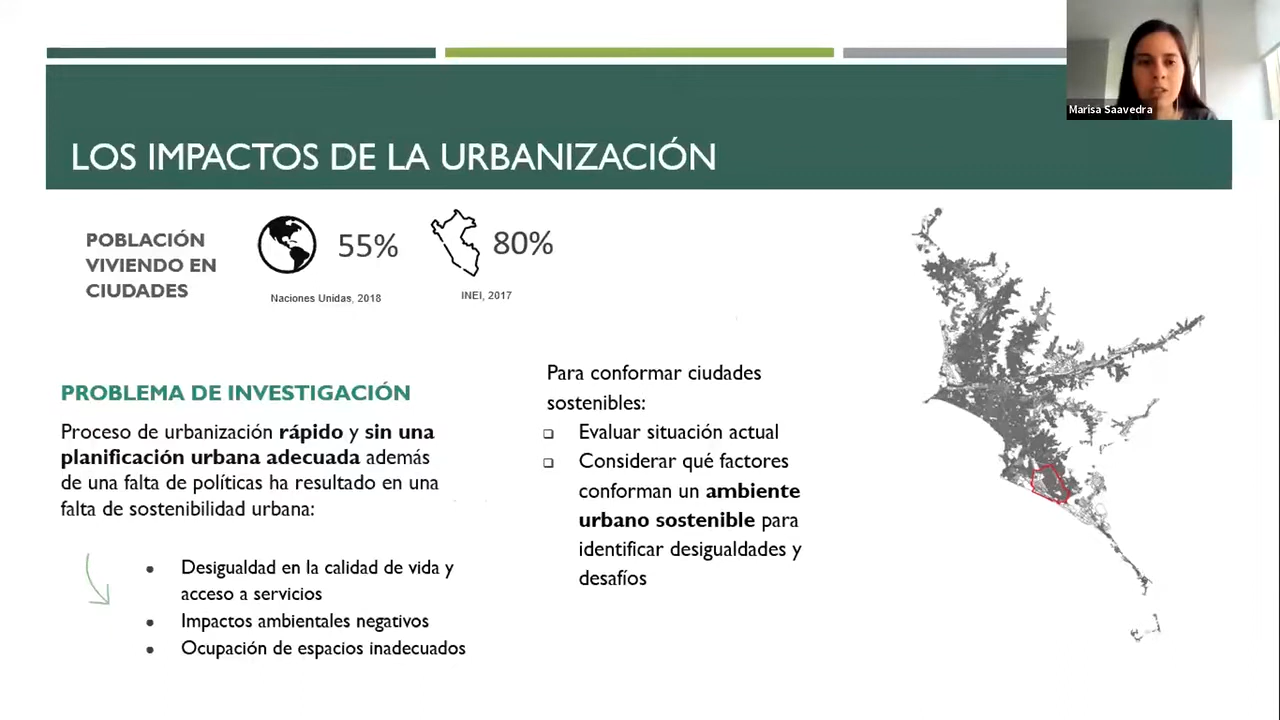 Marisa Saavedra
LOS IMPACTOS DE LA URBANIZACIÓN
POBLACIÓN
VIVIENDO EN
CIUDADES
55%
Naciones Unidas, 2018
80%
INEI, 2017
PROBLEMA DE INVESTIGACIÓN
Proceso de urbanización rápido y sin una
planificación urbana adecuada además
de una falta de políticas ha resultado en una
falta de sostenibilidad urbana:
Desigualdad en la calidad de vida y
acceso a servicios
Impactos ambientales negativos
Ocupación de espacios inadecuados
Para conformar ciudades
sostenibles:
Evaluar situación actual
Considerar qué factores
conforman un ambiente
urbano sostenible para
identificar desigualdades y
desafíos